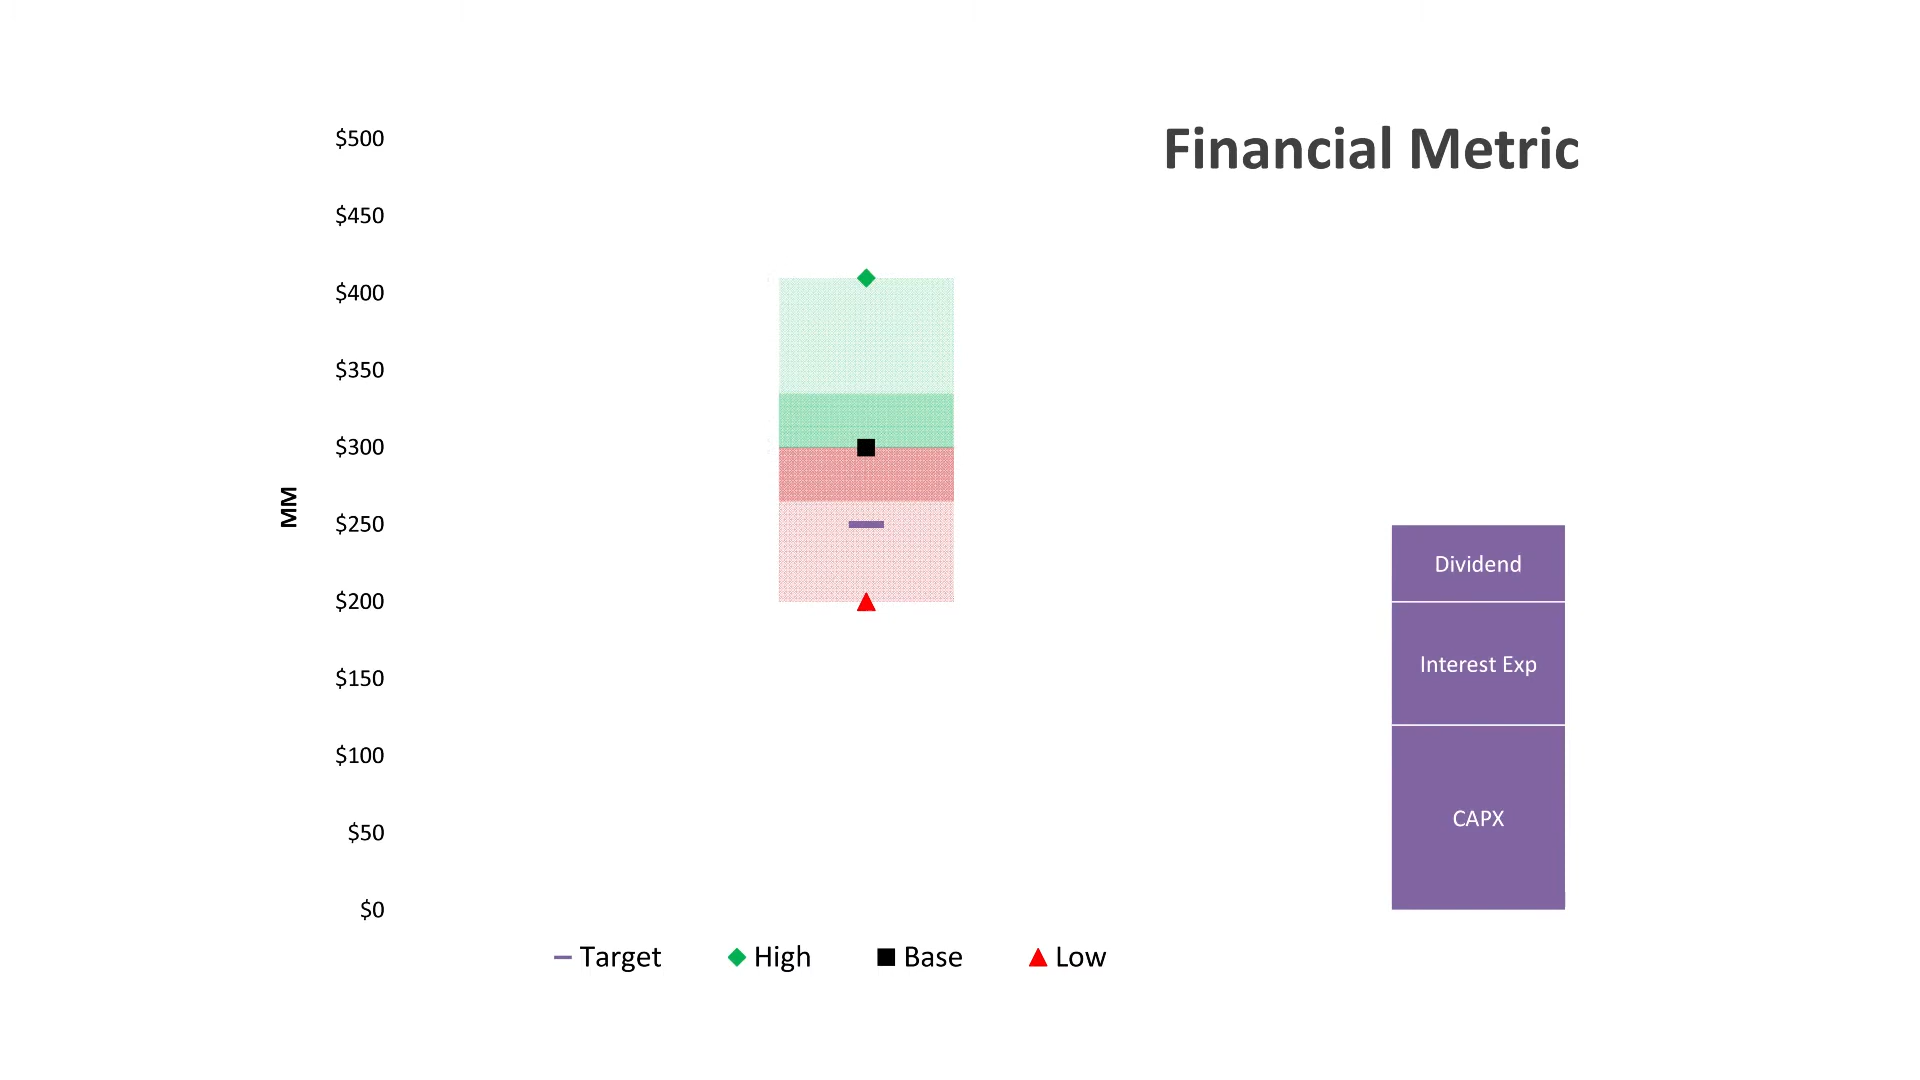 Financial Metric
$500
$450
$400
$350
$300
$250
$200
$150
$100
$50
$0
MM
Dividend
Interest Exp
CAPX
Target High Base Low